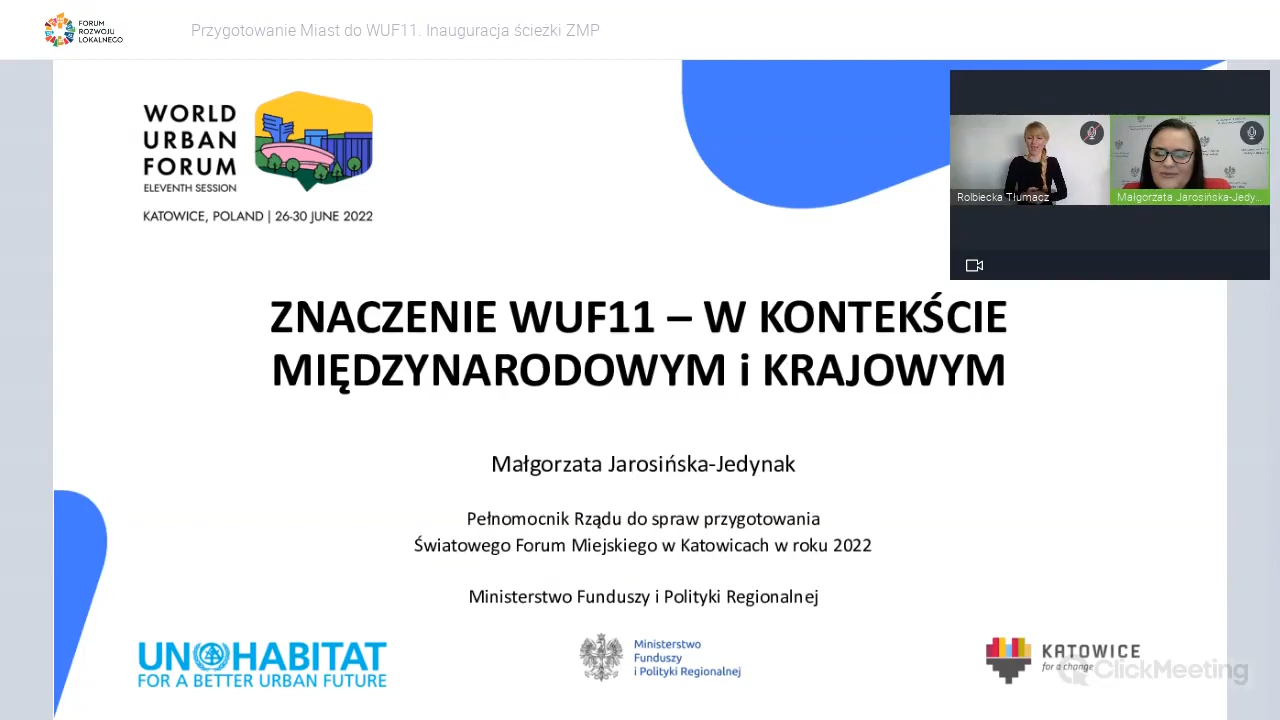 FORUM
ROZWOJU
LOKALNEGO
Przygotowanie Miast do WUF11. Inauguracja ścieżki ZMP
WORLD
URBAN
FORUM
ELEVENTH SESSION
KATOWICE, POLAND | 26-30 JUNE 2022
Rolbiecka Tłumacz
Małgorzata Jarosińska-Jedy...
ZNACZENIE WUF11 – W KONTEKŚCIE
MIĘDZYNARODOWYM i KRAJOWYM
Małgorzata Jarosińska-Jedynak
Pełnomocnik Rządu do spraw przygotowania
Światowego Forum Miejskiego w Katowicach w roku 2022
Ministerstwo Funduszy i Polityki Regionalnej
UN HABITAT
FOR A BETTER URBAN FUTURE
Ministerstwo
Funduszy
i Polityki Regionalnej
KATOWICE
for a change
ClickMeeting